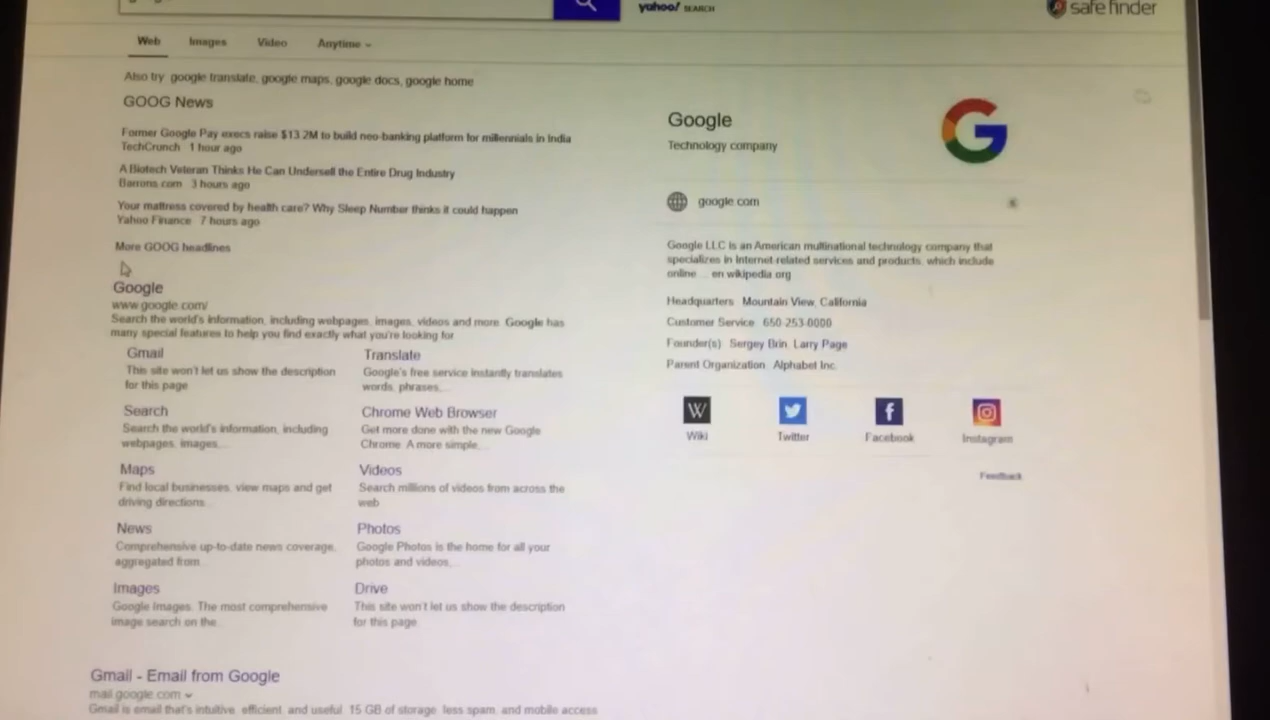 yahoo! SEARCH
safe finder
Web Images Video Anytime
Also try google translate, google maps, google docs, google home
GOOG News
Former Google Pay execs raise $13.2M to build neo-banking platform for millennials in India
TechCrunch 1 hour ago
A Biotech Veteran Thinks He Can Undersell the Entire Drug Industry
Barrons.com 3 hours ago
Your mattress covered by health care? Why Sleep Number thinks it could happen
Yahoo Finance 7 hours ago
More GOOG headlines
Google
www.google.com/
Search the world's information, including webpages, images, videos and more. Google has
many special features to help you find exactly what you're looking for
Gmail
This site won't let us show the description
for this page
Translate
Google's free service instantly translates
words, phrases,...
Search
Search the world's information, including
webpages, images,...
Chrome Web Browser
Get more done with the new Google
Chrome. A more simple,...
Maps
Find local businesses, view maps and get
driving directions...
Videos
Search millions of videos from across the
web
News
Comprehensive up-to-date news coverage,
aggregated from...
Photos
Google Photos is the home for all your
photos and videos,...
Images
Google Images. The most comprehensive
image search on the...
Drive
This site won't let us show the description
for this page
Gmail - Email from Google
mail.google.com
Gmail is email that's intuitive, efficient, and useful. 15 GB of storage, less spam, and mobile access
Google
Technology company
google.com
Google LLC is an American multinational technology company that
specializes in Internet-related services and products, which include
online... en.wikipedia.org
Headquarters Mountain View, California
Customer Service 650-253-0000
Founder(s) Sergey Brin, Larry Page
Parent Organization Alphabet Inc.
W
Wiki Twitter Facebook Instagram
Feedback